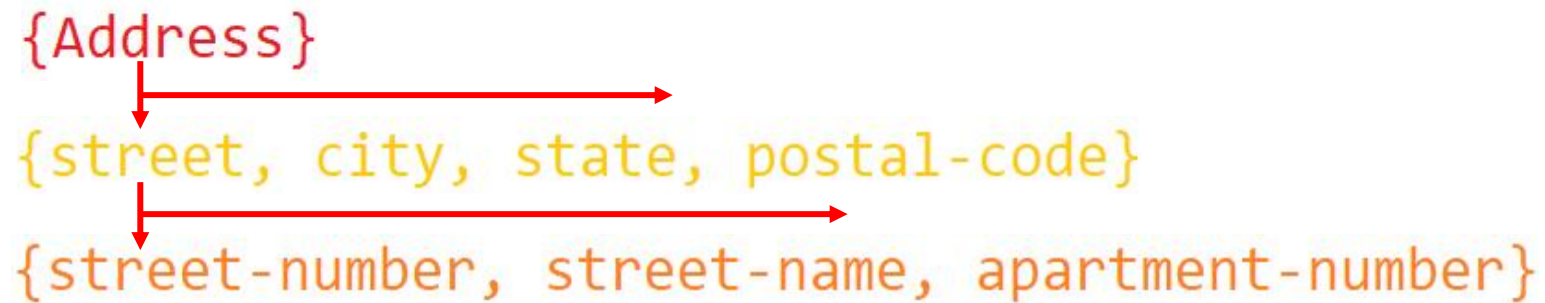 {Address}
{street, city, state, postal-code}
{street-number, street-name, apartment-number}